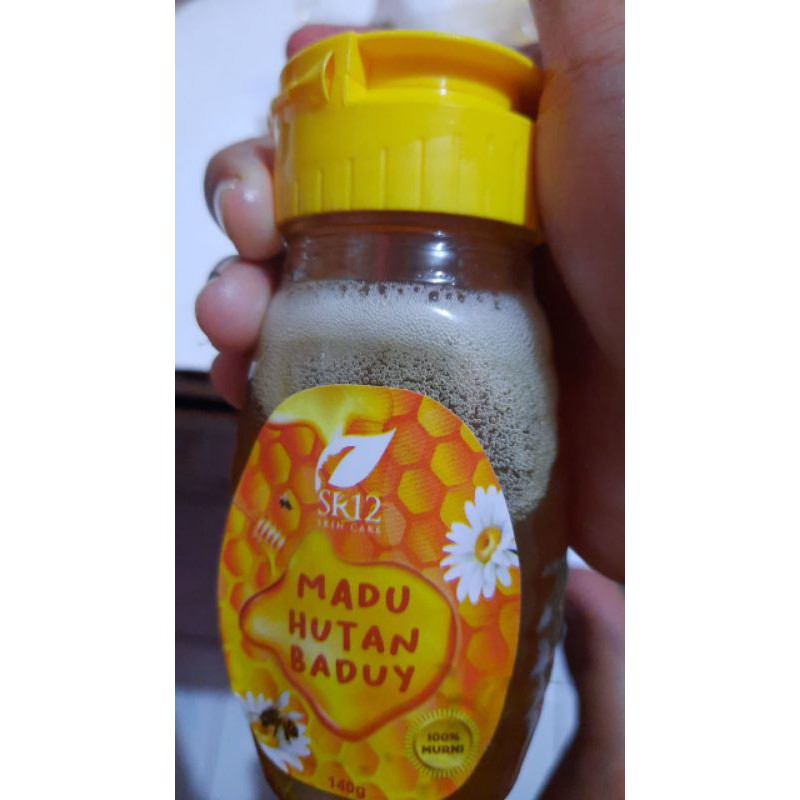 SR12
SKIN CARE
MADU
HUTAN
BADUY
100%
MURNI
140g